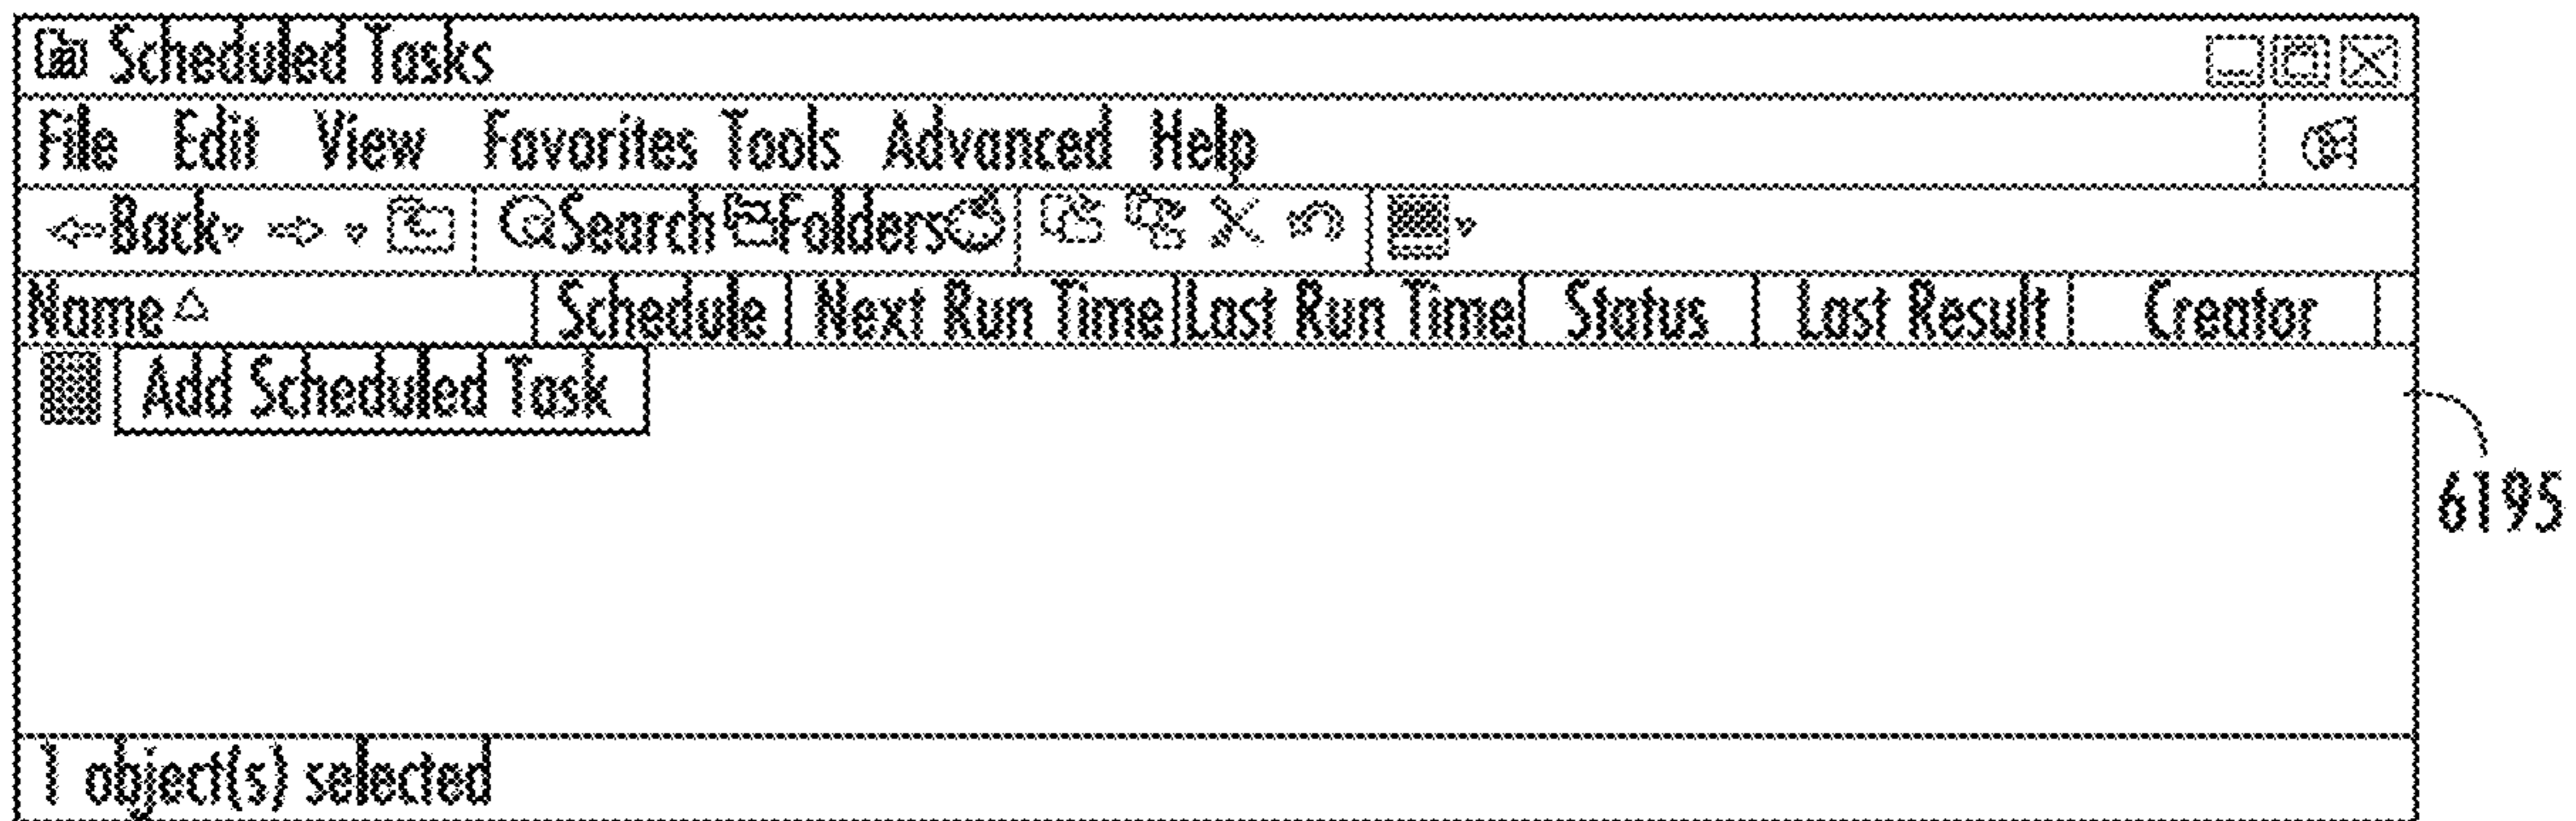 Scheduled Tasks
File Edit View Favorites Tools Advanced Help
Back Search Folders
Name Schedule Next Run Time Last Run Time Status Last Result Creator
Add Scheduled Task
6195
1 object(s) selected